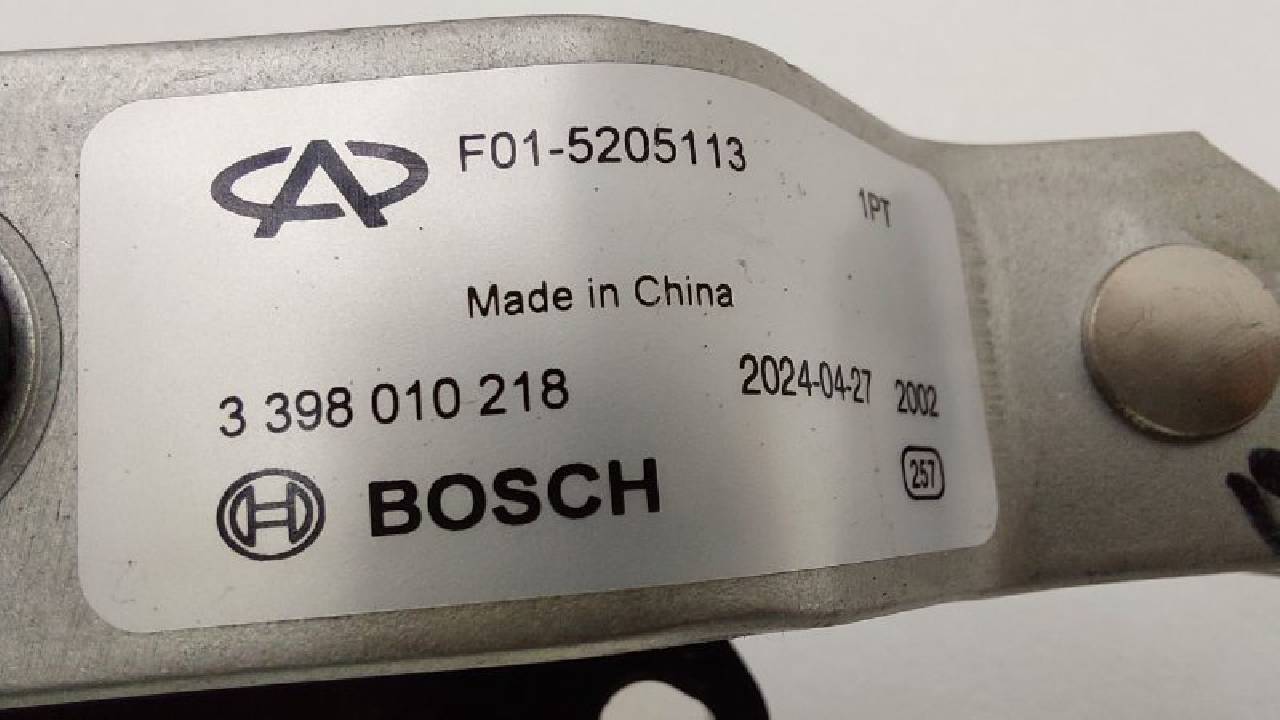 F01-5205113
1PT
Made in China
3 398 010 218
2024-04-27 2002
BOSCH
257